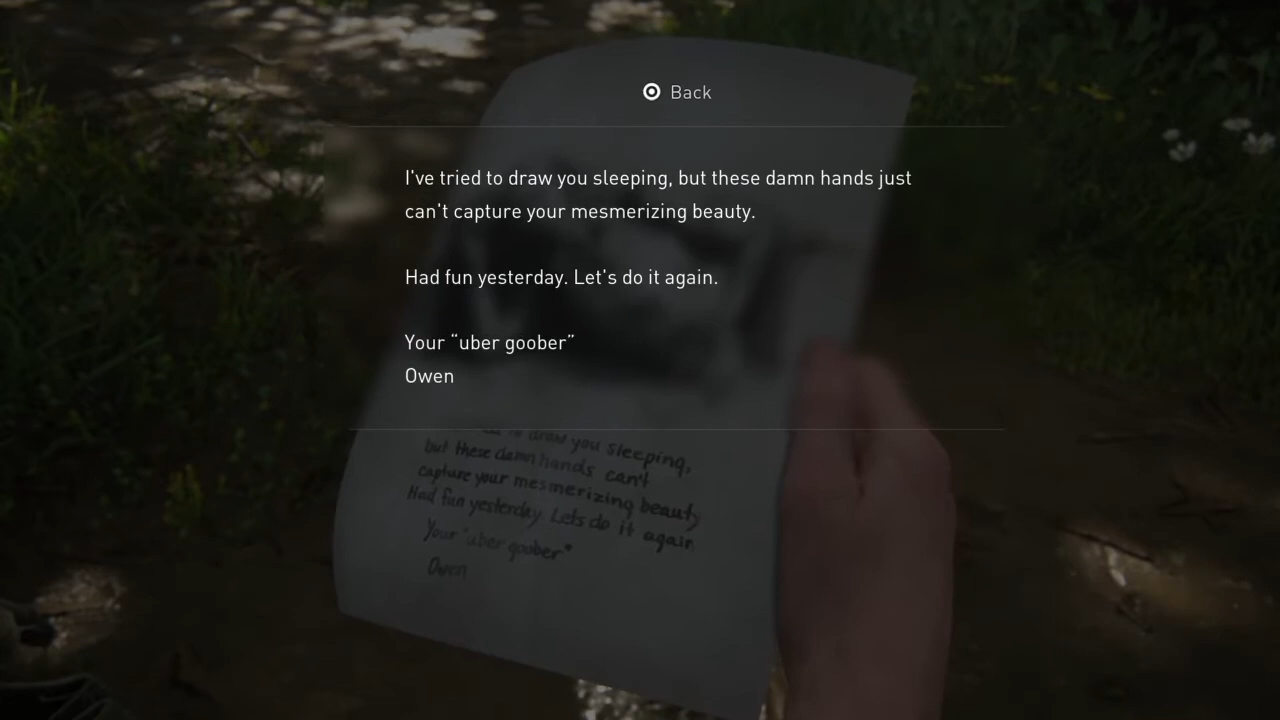 Back
I've tried to draw you sleeping, but these damn hands just
can't capture your mesmerizing beauty.
Had fun yesterday. Let's do it again.
Your “uber goober”
Owen
draw you sleeping,
but these damn hands can't
capture your mesmerizing beauty
Had fun yesterday. Lets do it again
Your "uber goober"
Owen